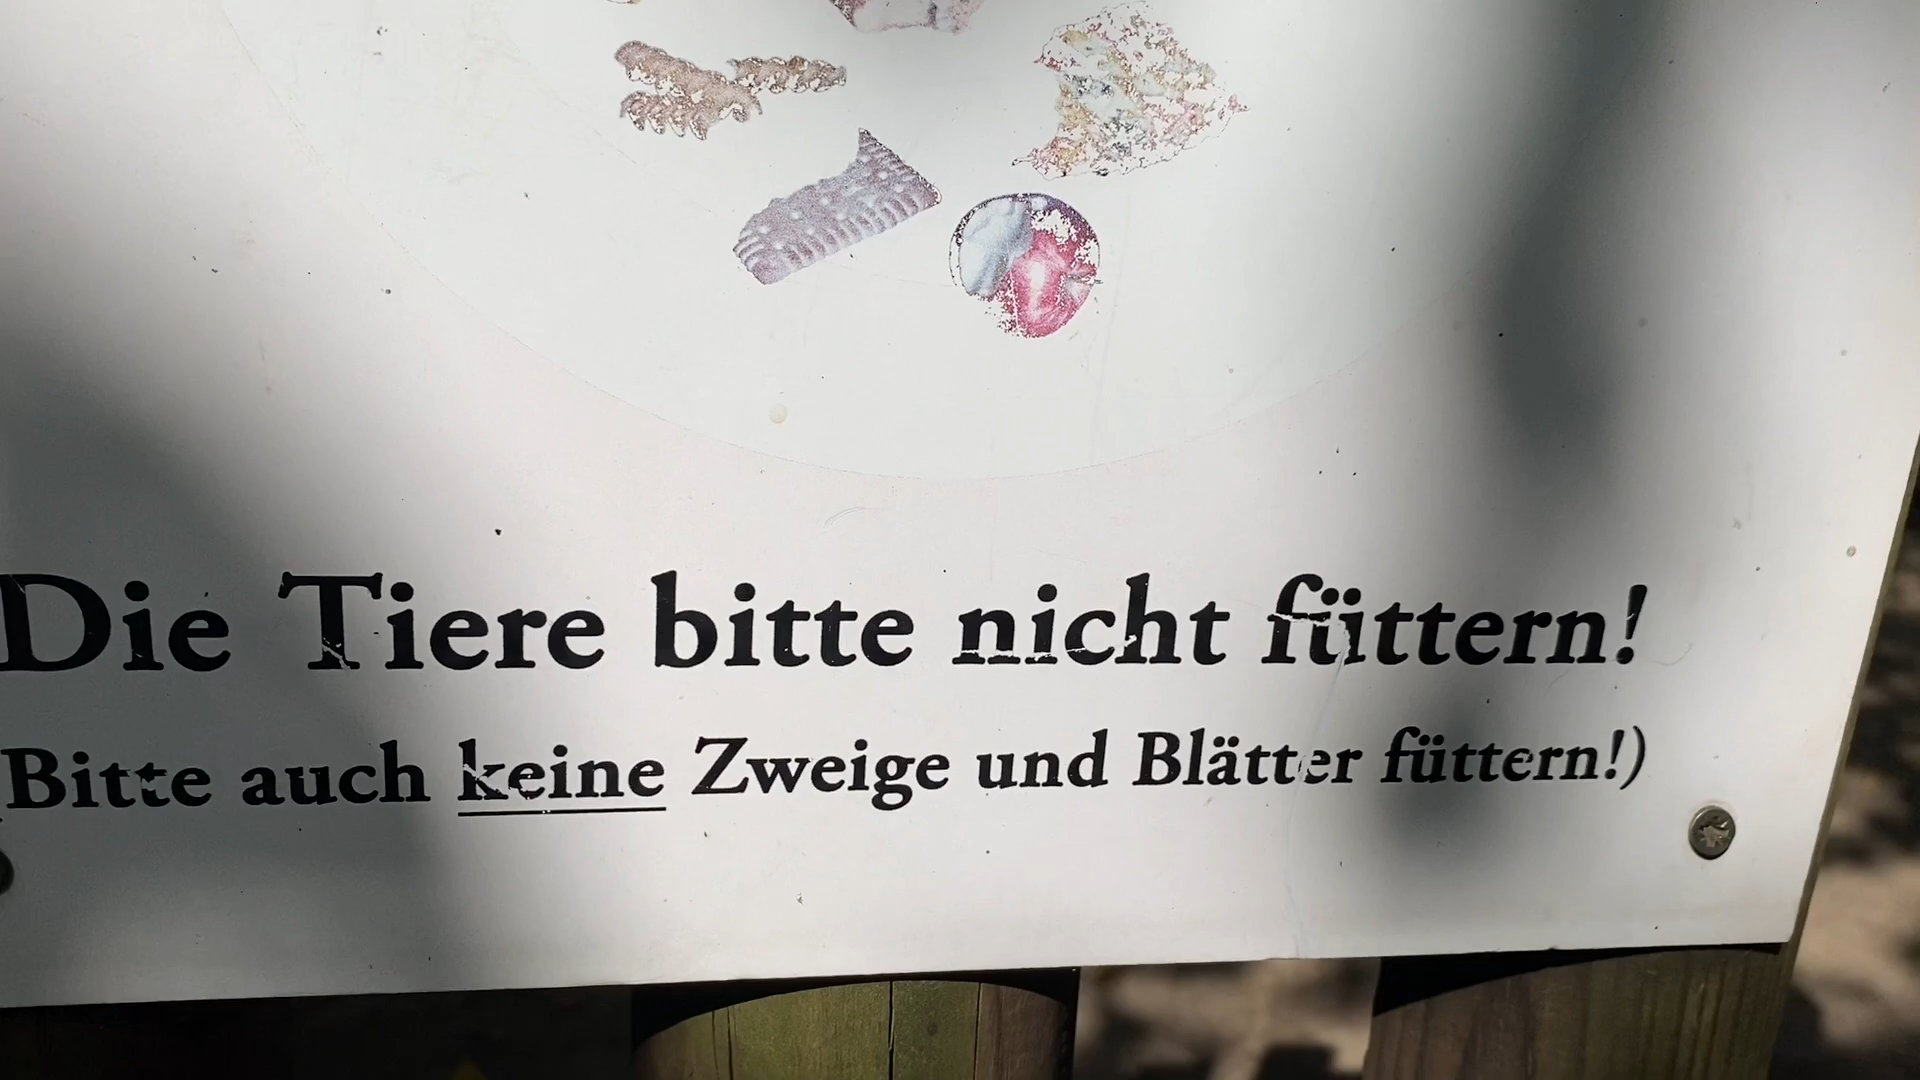 Die Tiere bitte nicht füttern!
Bitte auch keine Zweige und Blätter füttern!)